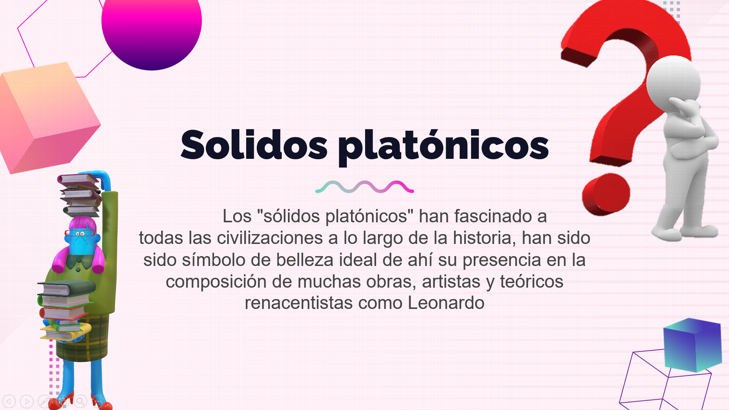 Solidos platónicos
Los "sólidos platónicos" han fascinado a
todas las civilizaciones a lo largo de la historia, han sido
sido símbolo de belleza ideal de ahí su presencia en la
composición de muchas obras, artistas y teóricos
renacentistas como Leonardo